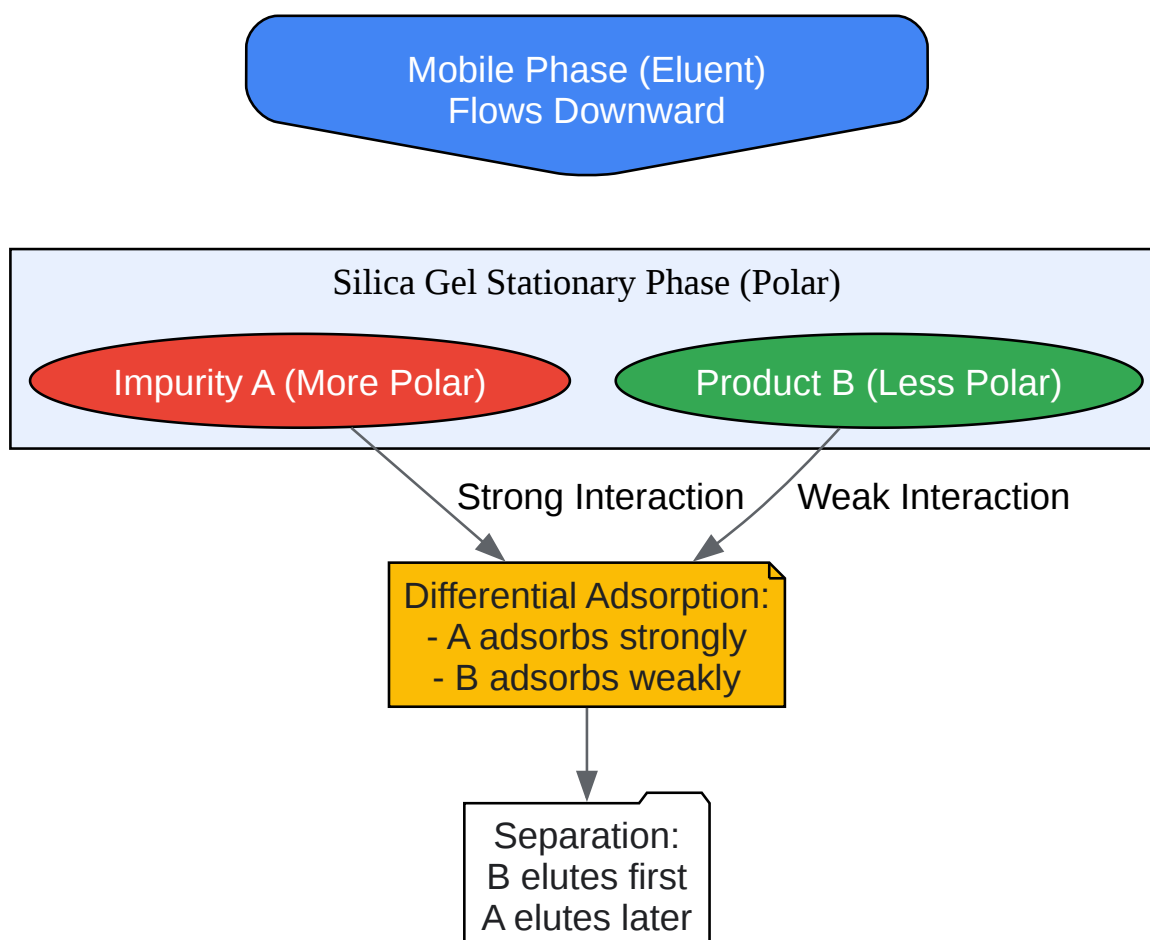 Mobile Phase (Eluent)
Flows Downward
Silica Gel Stationary Phase (Polar)
Impurity A (More Polar)
Product B (Less Polar)
Strong Interaction
Weak Interaction
Differential Adsorption:
- A adsorbs strongly
- B adsorbs weakly
Separation:
B elutes first
A elutes later